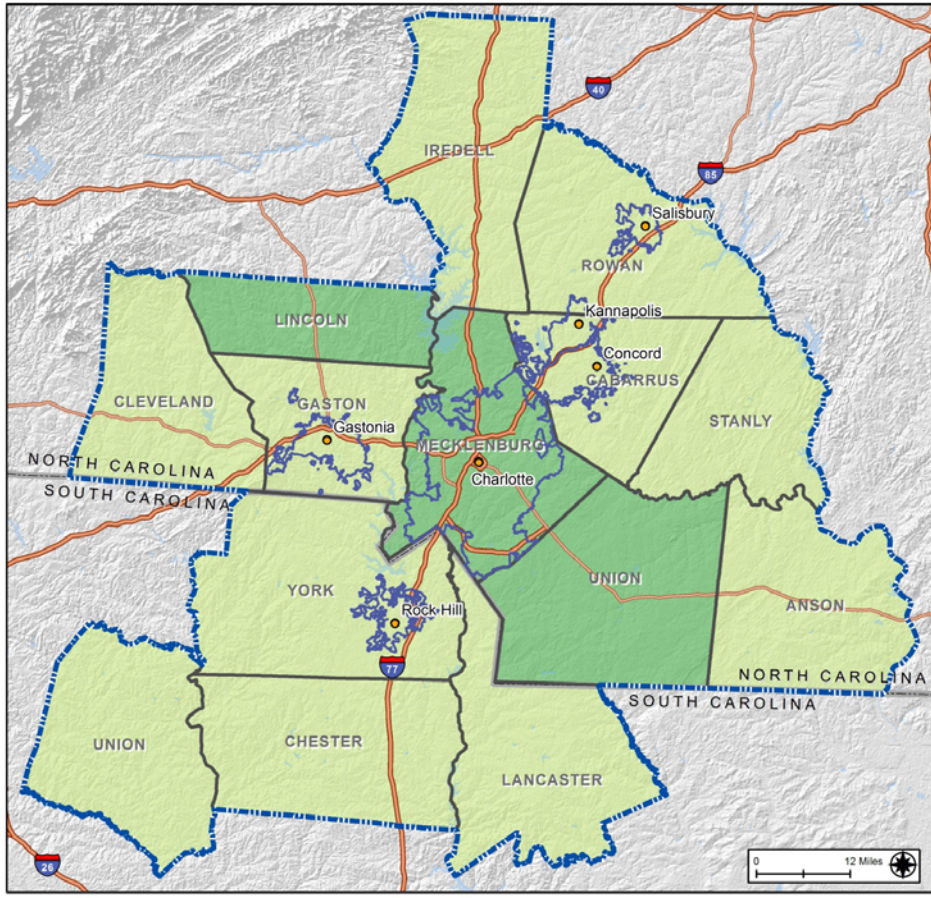 40
IREDELL
85
Salisbury
ROWAN
Kannapolis
LINCOLN
Concord
CABARRUS
CLEVELAND
GASTON
STANLY
Gastonia
MECKLENBURG
NORTH CAROLINA
Charlotte
SOUTH CAROLINA
UNION
YORK
ANSON
Rock Hill
77
NORTH CAROLINA
SOUTH CAROLINA
UNION
CHESTER
LANCASTER
0 12 Miles
26